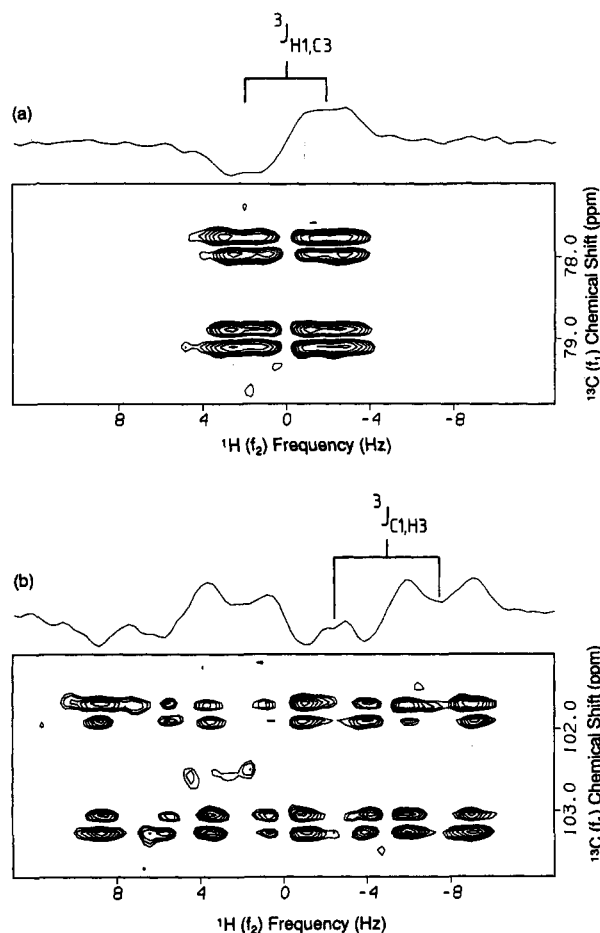 ³J H1,C3
(a)
78.0
79.0
¹³C (f₁) Chemical Shift (ppm)
8 4 0 -4 -8
¹H (f₂) Frequency (Hz)
³J C1,H3
(b)
102.0
103.0
¹³C (f₁) Chemical Shift (ppm)
8 4 0 -4 -8
¹H (f₂) Frequency (Hz)